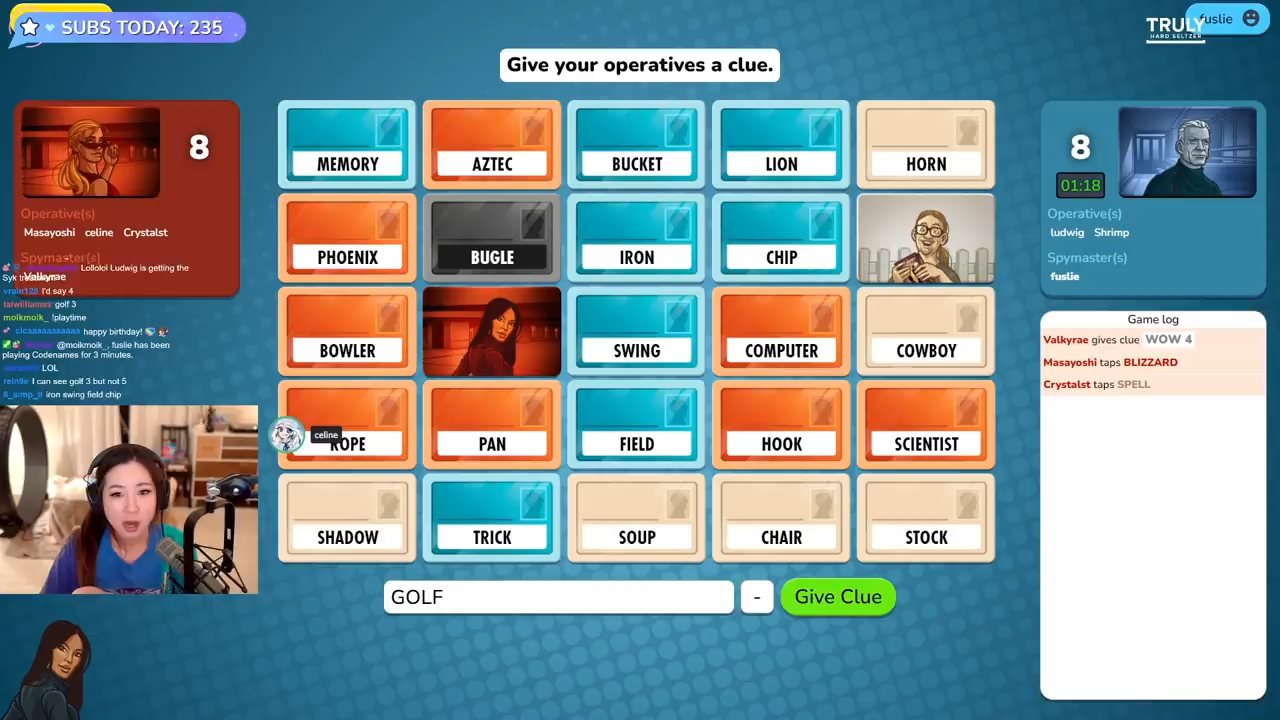 SUBS TODAY: 235
TRULY
HARD SELTZER
fuslie
Give your operatives a clue.
8
Operative(s)
Masayoshi celine Crystalst
Spymaster(s)
Valkyrae
Lollolol Ludwig is getting the
vrain125 I'd say 4
golf 3
moikmoik_ !playtime
clcaaaaaaaaaa happy birthday!
@moikmoik_, fuslie has been
playing Codenames for 3 minutes.
LOL
I can see golf 3 but not 5
iron swing field chip
MEMORY
AZTEC
BUCKET
LION
HORN
PHOENIX
BUGLE
IRON
CHIP
BOWLER
SWING
COMPUTER
COWBOY
celine
ROPE
PAN
FIELD
HOOK
SCIENTIST
SHADOW
TRICK
SOUP
CHAIR
STOCK
GOLF
-
Give Clue
8
01:18
Operative(s)
ludwig Shrimp
Spymaster(s)
fuslie
Game log
Valkyrae gives clue WOW 4
Masayoshi taps BLIZZARD
Crystalst taps SPELL